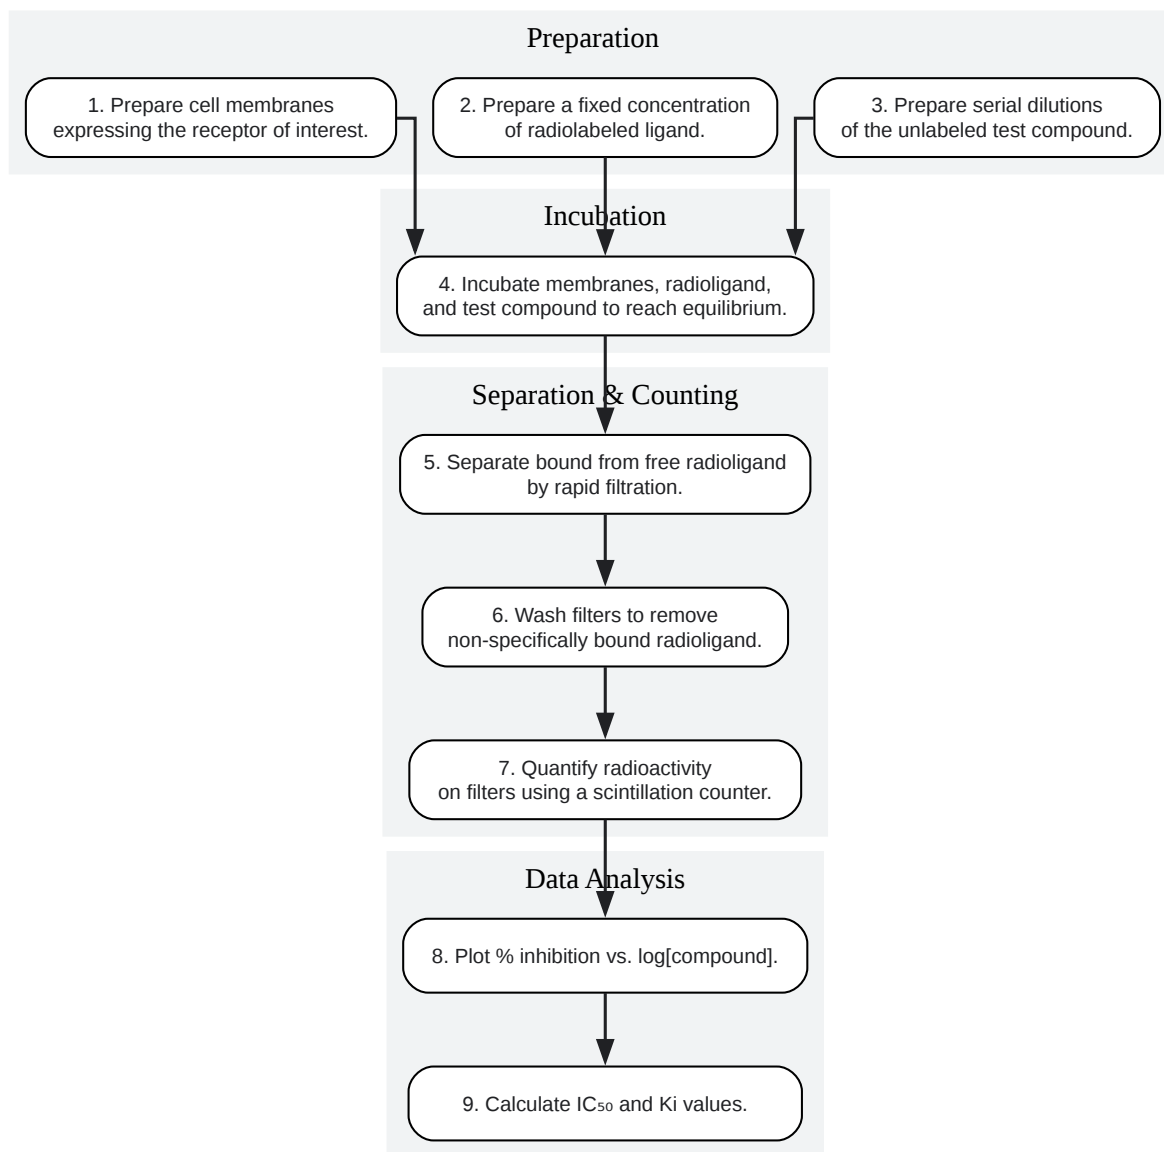 Preparation
1. Prepare cell membranes
expressing the receptor of interest.
2. Prepare a fixed concentration
of radiolabeled ligand.
3. Prepare serial dilutions
of the unlabeled test compound.
Incubation
4. Incubate membranes, radioligand,
and test compound to reach equilibrium.
Separation & Counting
5. Separate bound from free radioligand
by rapid filtration.
6. Wash filters to remove
non-specifically bound radioligand.
7. Quantify radioactivity
on filters using a scintillation counter.
Data Analysis
8. Plot % inhibition vs. log[compound].
9. Calculate IC₅₀ and Ki values.